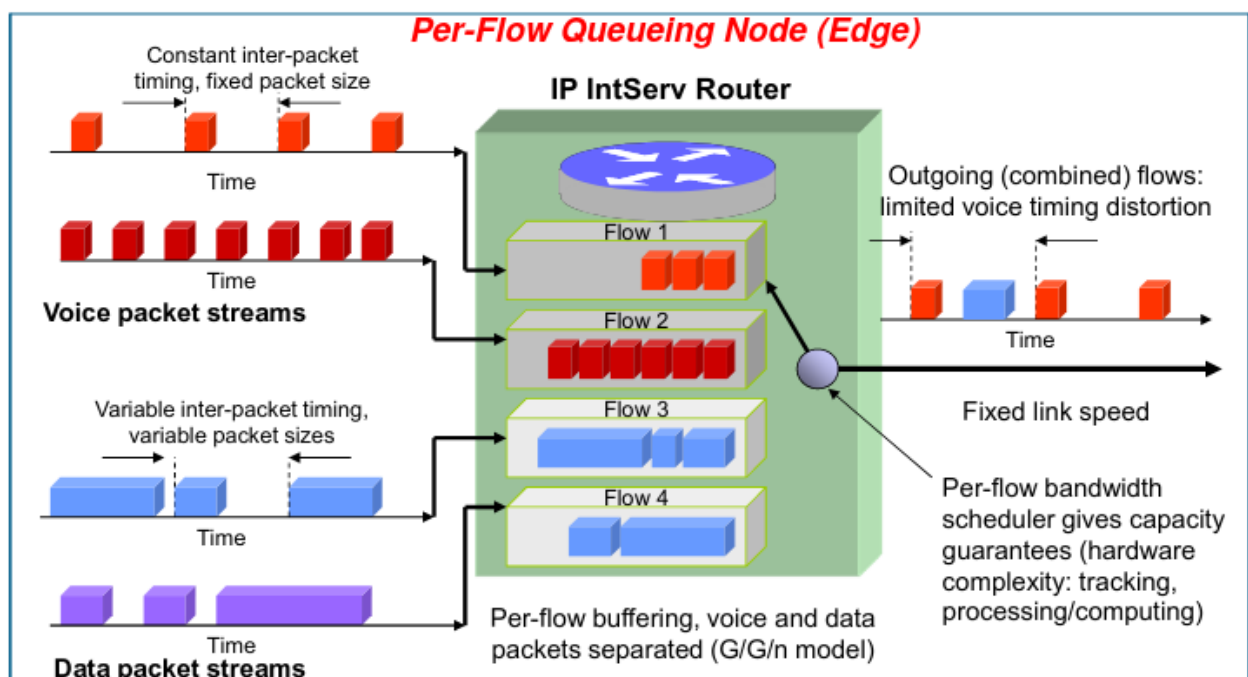 Per-Flow Queueing Node (Edge)
Constant inter-packet
timing, fixed packet size
Time
Time
Voice packet streams
Variable inter-packet timing,
variable packet sizes
Time
Time
Data packet streams
IP IntServ Router
Flow 1
Flow 2
Flow 3
Flow 4
Per-flow buffering, voice and data
packets separated (G/G/n model)
Outgoing (combined) flows:
limited voice timing distortion
Time
Fixed link speed
Per-flow bandwidth
scheduler gives capacity
guarantees (hardware
complexity: tracking,
processing/computing)